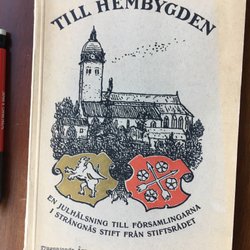 TILL HEMBYGDEN
EN JULHÄLSNING TILL FÖRSAMLINGARNA
I STRÄNGNÄS STIFT FRÅN STIFTSRÅDET